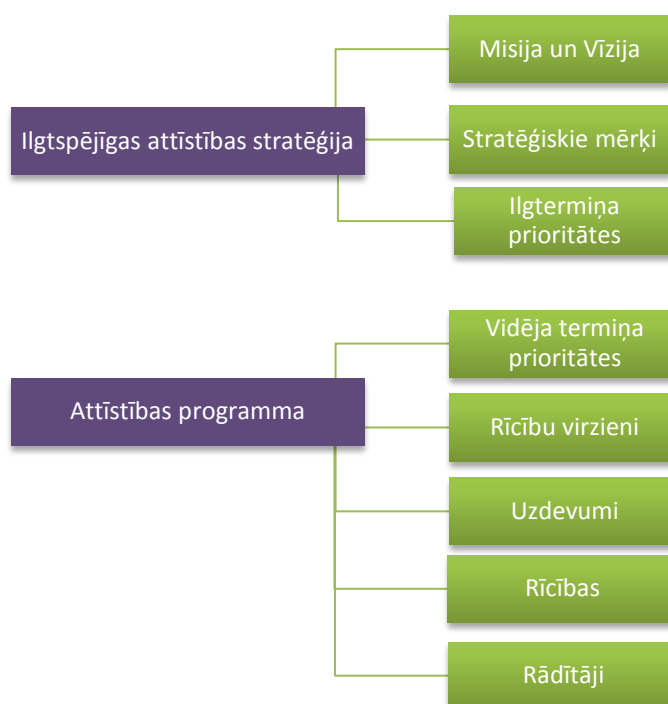 Ilgtspējīgas attīstības stratēģija
Misija un Vīzija
Stratēģiskie mērķi
Ilgtermiņa
prioritātes
Attīstības programma
Vidēja termiņa
prioritātes
Rīcību virzieni
Uzdevumi
Rīcības
Rādītāji